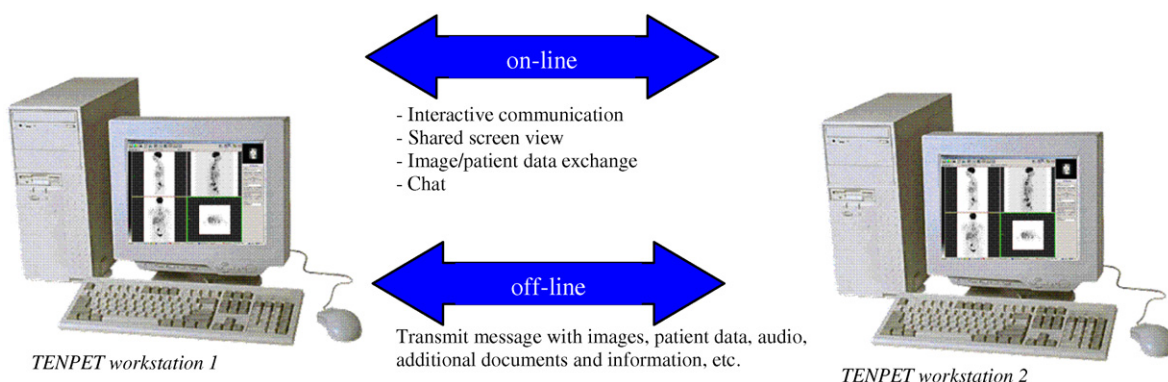 on-line
- Interactive communication
- Shared screen view
- Image/patient data exchange
- Chat
off-line
Transmit message with images, patient data, audio,
additional documents and information, etc.
TENPET workstation 1
TENPET workstation 2